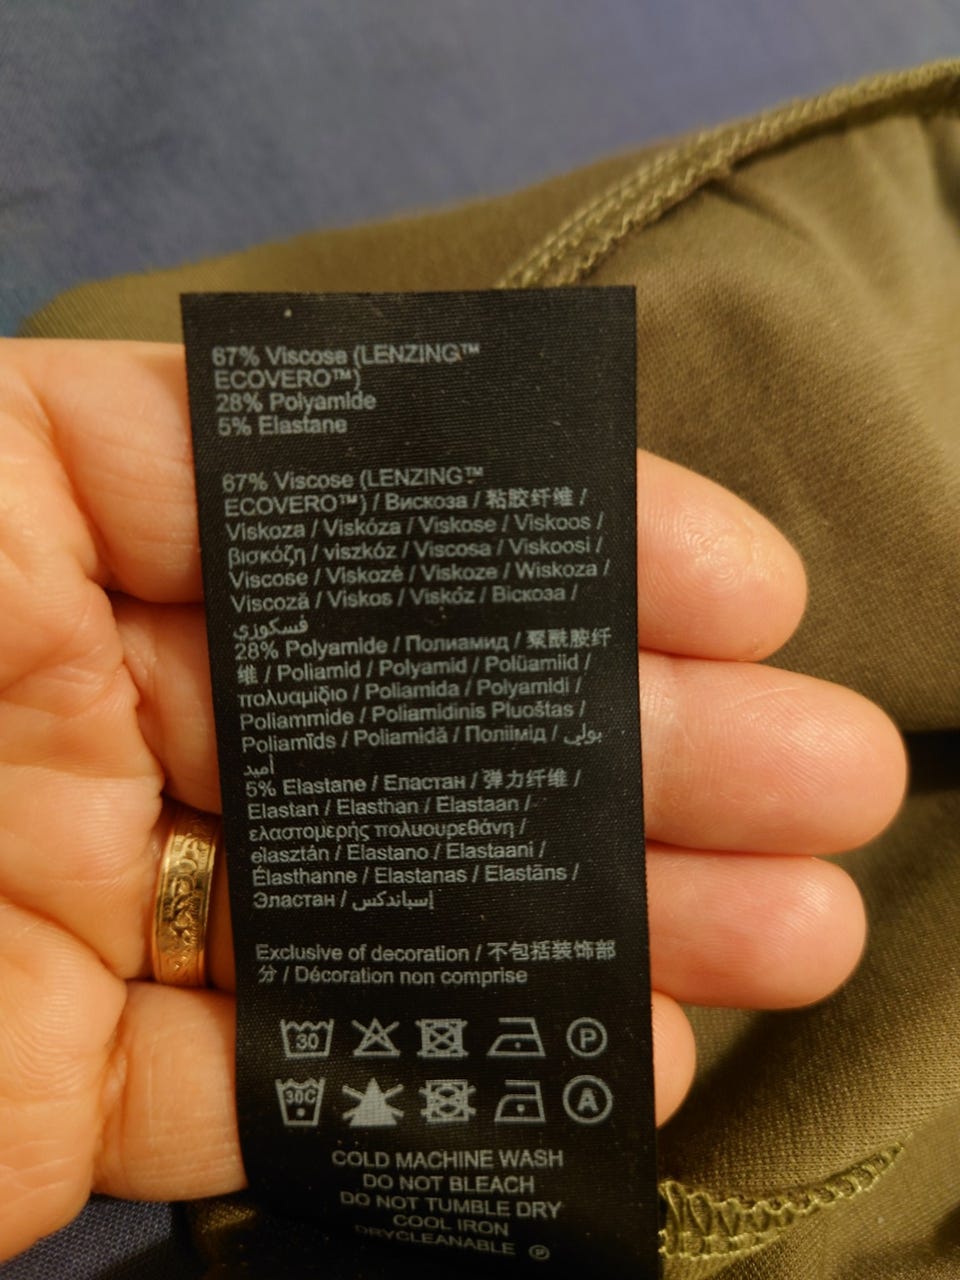 67% Viscose (LENZING™
ECOVERO™)
28% Polyamide
5% Elastane
67% Viscose (LENZING™
ECOVERO™) / Вискоза / 粘胶纤维 /
Viskoza / Viskóza / Viskose / Viskoos /
βισκόζη / viszkóz / Viscosa / Viskoosi /
Viscose / Viskozė / Viskoze / Wiskoza /
Viscoză / Viskos / Viskóz / Віскоза /
فسكوزي
28% Polyamide / Полиамид / 聚酰胺纤
维 / Poliamid / Polyamid / Polüamiid /
πολυαμίδιο / Poliamida / Polyamidi /
Poliammide / Poliamidinis Pluoštas /
Poliamīds / Poliamidă / Поліімід / بولي
أميد
5% Elastane / Еластан / 弹力纤维 /
Elastan / Elasthan / Elastaan /
ελαστομερής πολυουρεθάνη /
elasztán / Elastano / Elastaani /
Élasthanne / Elastanas / Elastāns /
Эластан / إسباندكس
Exclusive of decoration / 不包括装饰部
分 / Décoration non comprise
30 P
30C A
COLD MACHINE WASH
DO NOT BLEACH
DO NOT TUMBLE DRY
COOL IRON
DRYCLEANABLE P